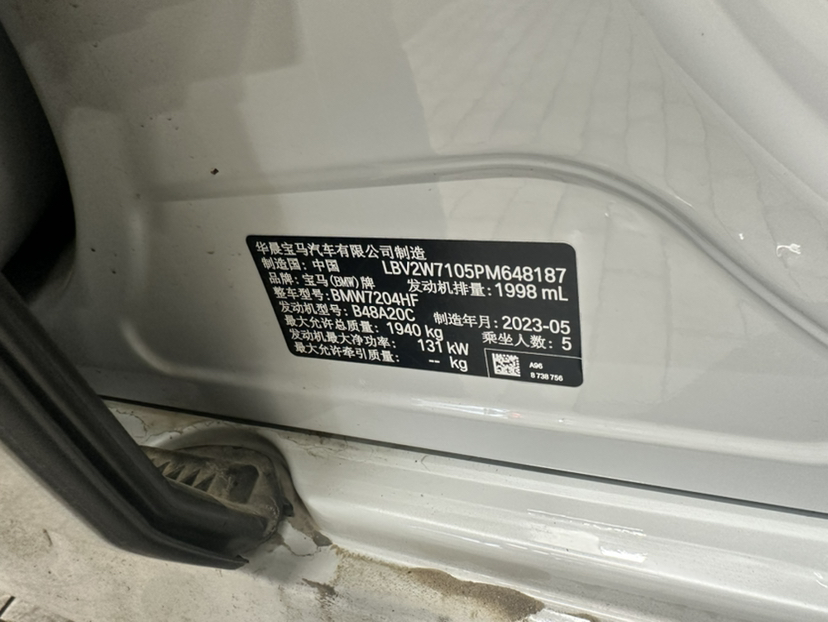 华晨宝马汽车有限公司制造
制造国: 中国 LBV2W7105PM648187
品牌: 宝马(BMW)牌 发动机排量: 1998 mL
整车型号: BMW7204HF
发动机型号: B48A20C 制造年月: 2023-05
最大允许总质量: 1940 kg 乘坐人数: 5
发动机最大净功率: 131 kW
最大允许牵引质量: -- kg
A96
8 738 756